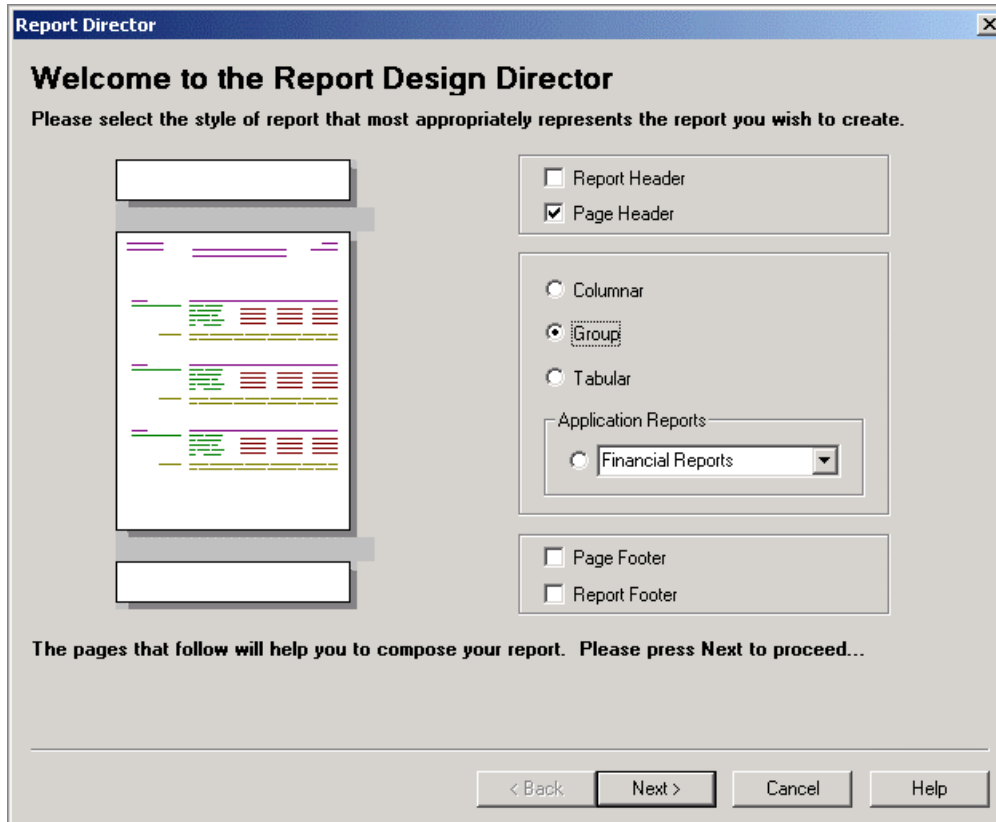 Report Director
Welcome to the Report Design Director
Please select the style of report that most appropriately represents the report you wish to create.
Report Header
Page Header
Columnar
Group
Tabular
Application Reports
Financial Reports
Page Footer
Report Footer
The pages that follow will help you to compose your report. Please press Next to proceed...
< Back
Next >
Cancel
Help